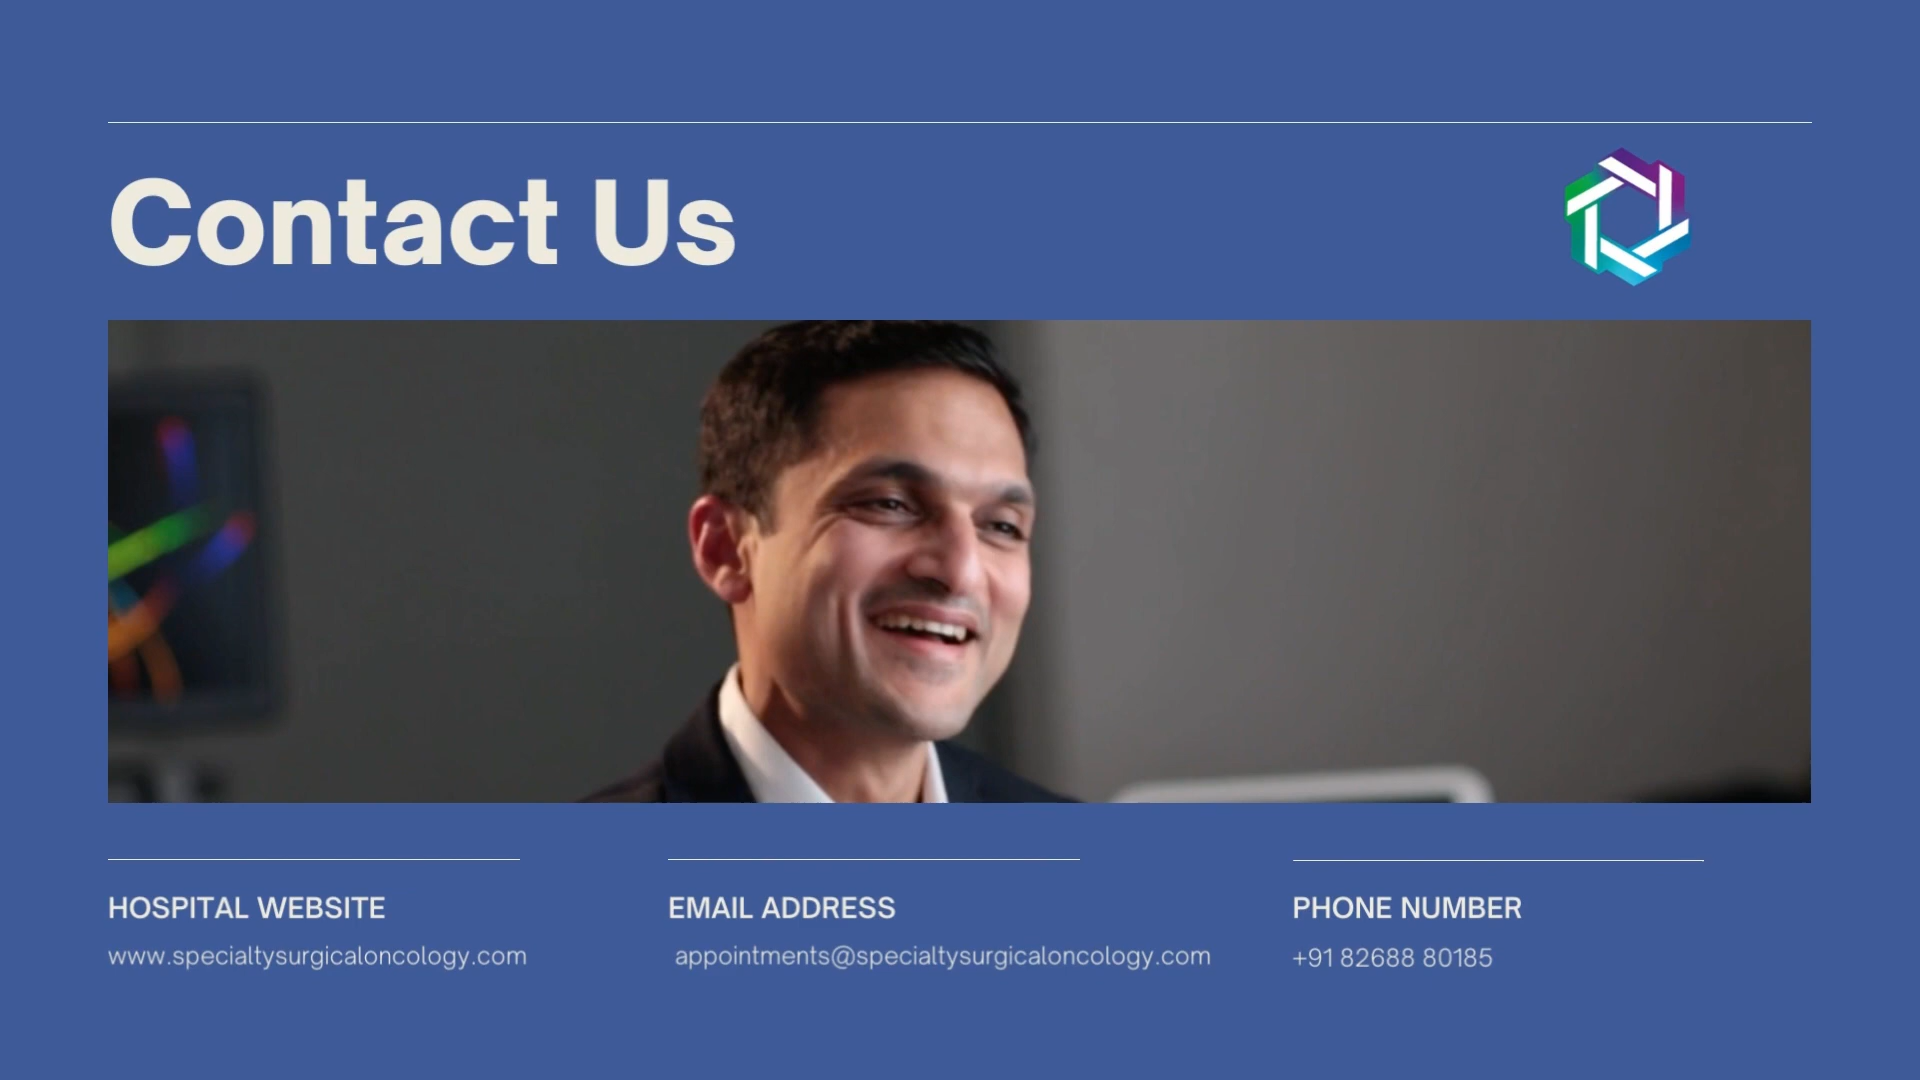 Contact Us
HOSPITAL WEBSITE
www.specialtysurgicaloncology.com
EMAIL ADDRESS
appointments@specialtysurgicaloncology.com
PHONE NUMBER
+91 82688 80185